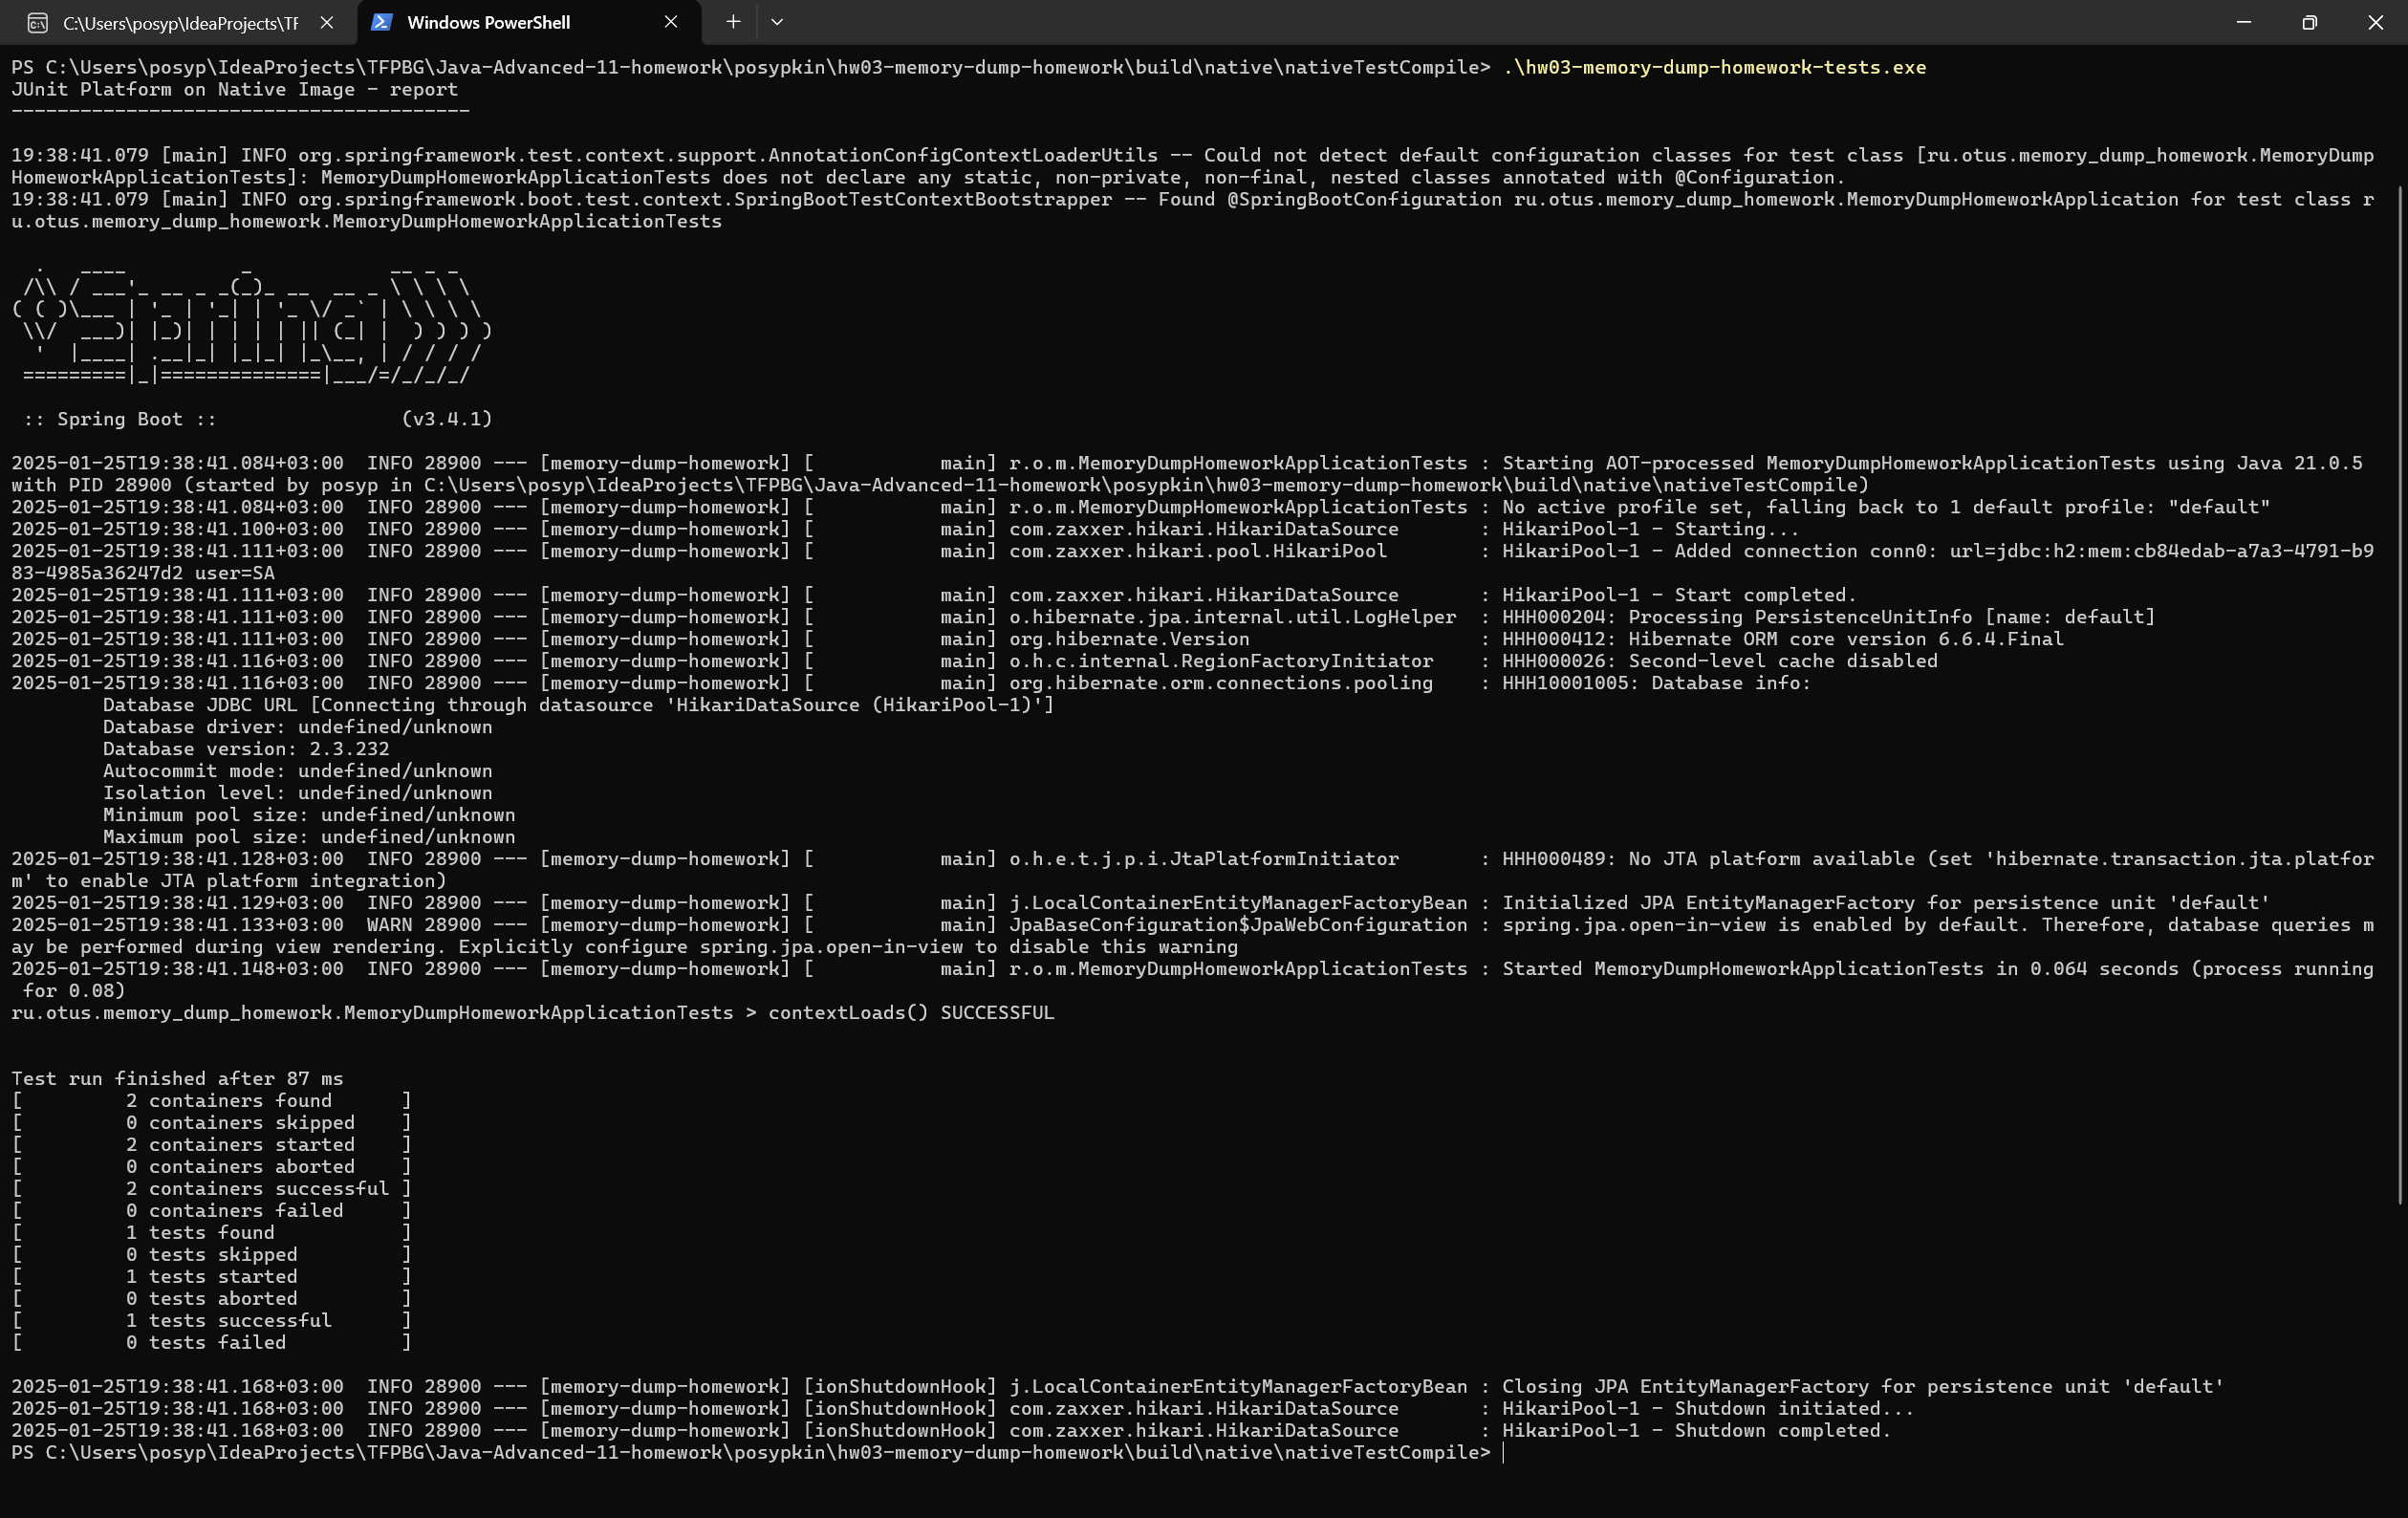 C:\Users\posyp\IdeaProjects\TF
Windows PowerShell
PS C:\Users\posyp\IdeaProjects\TFPBG\Java-Advanced-11-homework\posypkin\hw03-memory-dump-homework\build\native\nativeTestCompile> .\hw03-memory-dump-homework-tests.exe
JUnit Platform on Native Image - report
----------------------------------------
19:38:41.079 [main] INFO org.springframework.test.context.support.AnnotationConfigContextLoaderUtils -- Could not detect default configuration classes for test class [ru.otus.memory_dump_homework.MemoryDump
HomeworkApplicationTests]: MemoryDumpHomeworkApplicationTests does not declare any static, non-private, non-final, nested classes annotated with @Configuration.
19:38:41.079 [main] INFO org.springframework.boot.test.context.SpringBootTestContextBootstrapper -- Found @SpringBootConfiguration ru.otus.memory_dump_homework.MemoryDumpHomeworkApplication for test class r
u.otus.memory_dump_homework.MemoryDumpHomeworkApplicationTests
  .   ____          _            __ _ _
 /\\ / ___'_ __ _ _(_)_ __  __ _ \ \ \ \
( ( )\___ | '_ | '_| | '_ \/ _` | \ \ \ \
 \\/  ___)| |_)| | | | | || (_| |  ) ) ) )
  '  |____| .__|_| |_|_| |_\__, | / / / /
 =========|_|==============|___/=/_/_/_/
 :: Spring Boot ::                (v3.4.1)
2025-01-25T19:38:41.084+03:00  INFO 28900 --- [memory-dump-homework] [           main] r.o.m.MemoryDumpHomeworkApplicationTests : Starting AOT-processed MemoryDumpHomeworkApplicationTests using Java 21.0.5
with PID 28900 (started by posyp in C:\Users\posyp\IdeaProjects\TFPBG\Java-Advanced-11-homework\posypkin\hw03-memory-dump-homework\build\native\nativeTestCompile)
2025-01-25T19:38:41.084+03:00  INFO 28900 --- [memory-dump-homework] [           main] r.o.m.MemoryDumpHomeworkApplicationTests : No active profile set, falling back to 1 default profile: "default"
2025-01-25T19:38:41.100+03:00  INFO 28900 --- [memory-dump-homework] [           main] com.zaxxer.hikari.HikariDataSource       : HikariPool-1 - Starting...
2025-01-25T19:38:41.111+03:00  INFO 28900 --- [memory-dump-homework] [           main] com.zaxxer.hikari.pool.HikariPool        : HikariPool-1 - Added connection conn0: url=jdbc:h2:mem:cb84edab-a7a3-4791-b9
83-4985a36247d2 user=SA
2025-01-25T19:38:41.111+03:00  INFO 28900 --- [memory-dump-homework] [           main] com.zaxxer.hikari.HikariDataSource       : HikariPool-1 - Start completed.
2025-01-25T19:38:41.111+03:00  INFO 28900 --- [memory-dump-homework] [           main] o.hibernate.jpa.internal.util.LogHelper  : HHH000204: Processing PersistenceUnitInfo [name: default]
2025-01-25T19:38:41.111+03:00  INFO 28900 --- [memory-dump-homework] [           main] org.hibernate.Version                    : HHH000412: Hibernate ORM core version 6.6.4.Final
2025-01-25T19:38:41.116+03:00  INFO 28900 --- [memory-dump-homework] [           main] o.h.c.internal.RegionFactoryInitiator    : HHH000026: Second-level cache disabled
2025-01-25T19:38:41.116+03:00  INFO 28900 --- [memory-dump-homework] [           main] org.hibernate.orm.connections.pooling    : HHH10001005: Database info:
        Database JDBC URL [Connecting through datasource 'HikariDataSource (HikariPool-1)']
        Database driver: undefined/unknown
        Database version: 2.3.232
        Autocommit mode: undefined/unknown
        Isolation level: undefined/unknown
        Minimum pool size: undefined/unknown
        Maximum pool size: undefined/unknown
2025-01-25T19:38:41.128+03:00  INFO 28900 --- [memory-dump-homework] [           main] o.h.e.t.j.p.i.JtaPlatformInitiator       : HHH000489: No JTA platform available (set 'hibernate.transaction.jta.platfor
m' to enable JTA platform integration)
2025-01-25T19:38:41.129+03:00  INFO 28900 --- [memory-dump-homework] [           main] j.LocalContainerEntityManagerFactoryBean : Initialized JPA EntityManagerFactory for persistence unit 'default'
2025-01-25T19:38:41.133+03:00  WARN 28900 --- [memory-dump-homework] [           main] JpaBaseConfiguration$JpaWebConfiguration : spring.jpa.open-in-view is enabled by default. Therefore, database queries m
ay be performed during view rendering. Explicitly configure spring.jpa.open-in-view to disable this warning
2025-01-25T19:38:41.148+03:00  INFO 28900 --- [memory-dump-homework] [           main] r.o.m.MemoryDumpHomeworkApplicationTests : Started MemoryDumpHomeworkApplicationTests in 0.064 seconds (process running
 for 0.08)
ru.otus.memory_dump_homework.MemoryDumpHomeworkApplicationTests > contextLoads() SUCCESSFUL
Test run finished after 87 ms
[         2 containers found      ]
[         0 containers skipped    ]
[         2 containers started    ]
[         0 containers aborted    ]
[         2 containers successful ]
[         0 containers failed     ]
[         1 tests found           ]
[         0 tests skipped         ]
[         1 tests started         ]
[         0 tests aborted         ]
[         1 tests successful      ]
[         0 tests failed          ]
2025-01-25T19:38:41.168+03:00  INFO 28900 --- [memory-dump-homework] [ionShutdownHook] j.LocalContainerEntityManagerFactoryBean : Closing JPA EntityManagerFactory for persistence unit 'default'
2025-01-25T19:38:41.168+03:00  INFO 28900 --- [memory-dump-homework] [ionShutdownHook] com.zaxxer.hikari.HikariDataSource       : HikariPool-1 - Shutdown initiated...
2025-01-25T19:38:41.168+03:00  INFO 28900 --- [memory-dump-homework] [ionShutdownHook] com.zaxxer.hikari.HikariDataSource       : HikariPool-1 - Shutdown completed.
PS C:\Users\posyp\IdeaProjects\TFPBG\Java-Advanced-11-homework\posypkin\hw03-memory-dump-homework\build\native\nativeTestCompile>